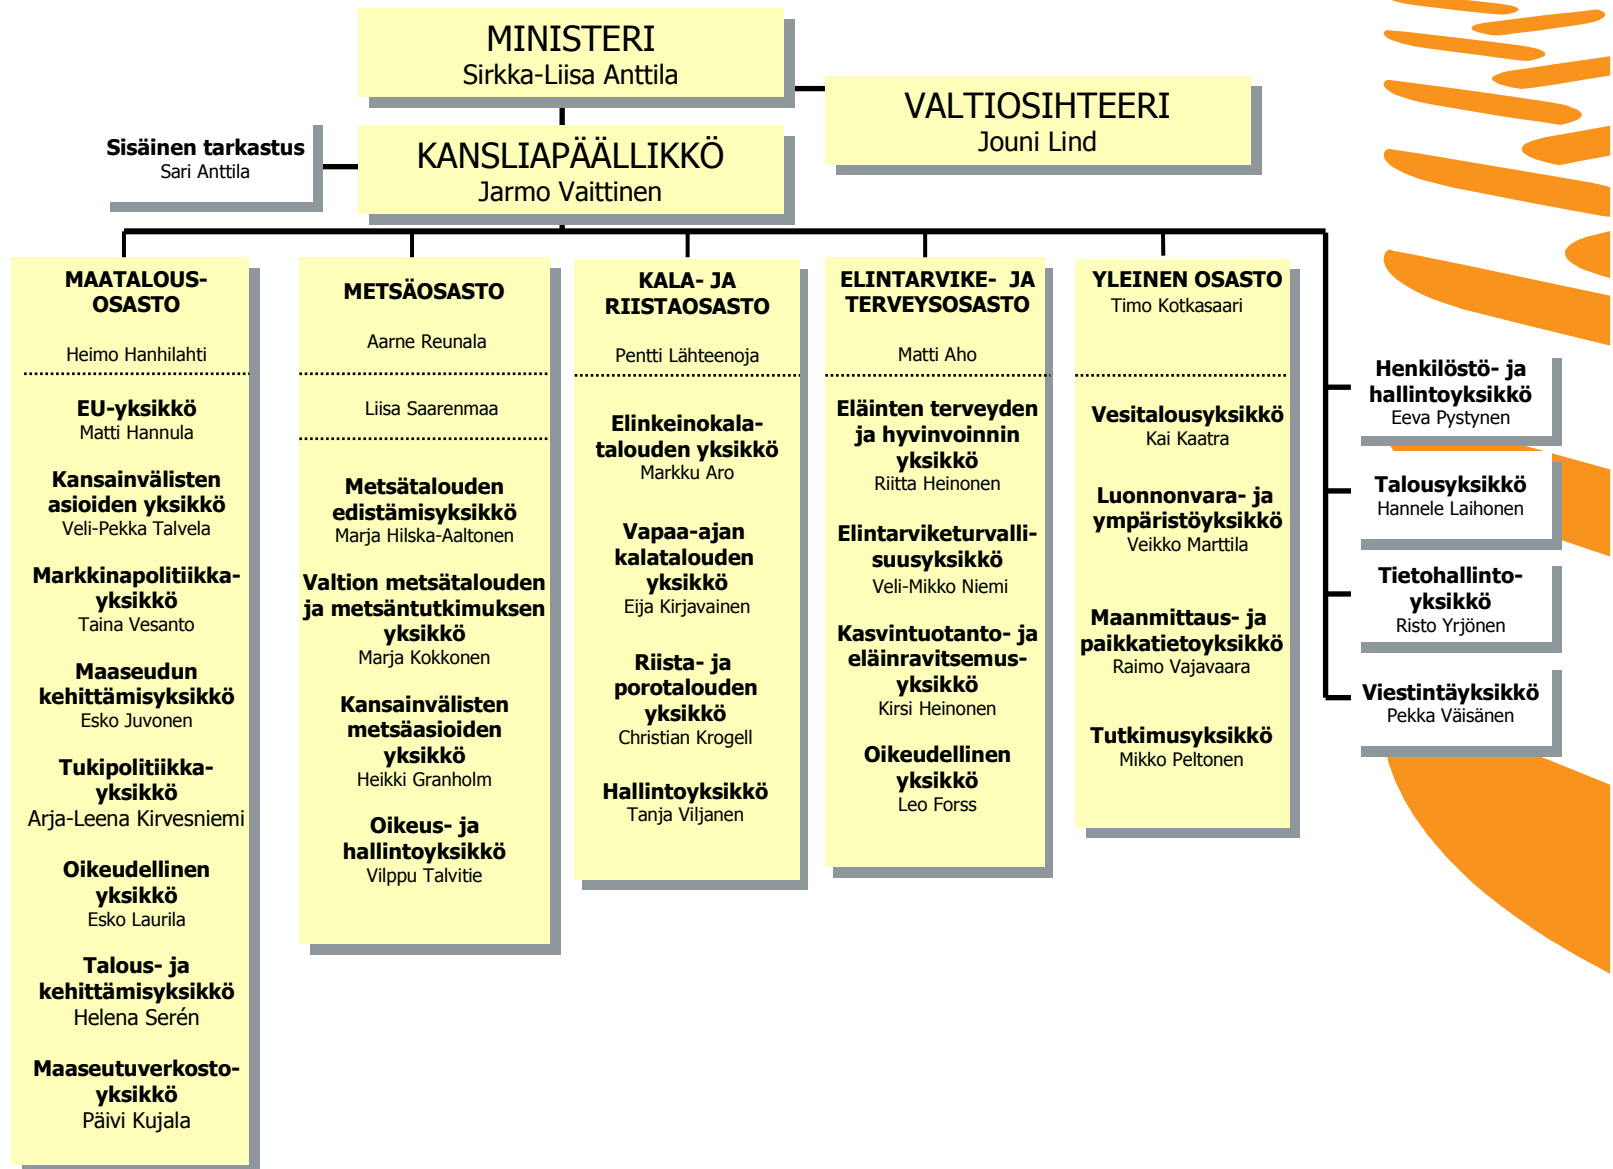 MINISTERI
Sirkka-Liisa Anttila
VALTIOSIHTEERI
Jouni Lind
Sisäinen tarkastus
Sari Anttila
KANSLIAPÄÄLLIKKÖ
Jarmo Vaittinen
MAATALOUS-
OSASTO
Heimo Hanhilahti
EU-yksikkö
Matti Hannula
Kansainvälisten
asioiden yksikkö
Veli-Pekka Talvela
Markkinapolitiikka-
yksikkö
Taina Vesanto
Maaseudun
kehittämisyksikkö
Esko Juvonen
Tukipolitiikka-
yksikkö
Arja-Leena Kirvesniemi
Oikeudellinen
yksikkö
Esko Laurila
Talous- ja
kehittämisyksikkö
Helena Serén
Maaseutuverkosto-
yksikkö
Päivi Kujala
METSÄOSASTO
Aarne Reunala
Liisa Saarenmaa
Metsätalouden
edistämisyksikkö
Marja Hilska-Aaltonen
Valtion metsätalouden
ja metsäntutkimuksen
yksikkö
Marja Kokkonen
Kansainvälisten
metsäasioiden
yksikkö
Heikki Granholm
Oikeus- ja
hallintoyksikkö
Vilppu Talvitie
KALA- JA
RIISTAOSASTO
Pentti Lähteenoja
Elinkeinokala-
talouden yksikkö
Markku Aro
Vapaa-ajan
kalatalouden
yksikkö
Eija Kirjavainen
Riista- ja
porotalouden
yksikkö
Christian Krogell
Hallintoyksikkö
Tanja Viljanen
ELINTARVIKE- JA
TERVEYSOSASTO
Matti Aho
Eläinten terveyden
ja hyvinvoinnin
yksikkö
Riitta Heinonen
Elintarviketurvalli-
suusyksikkö
Veli-Mikko Niemi
Kasvintuotanto- ja
eläinravitsemus-
yksikkö
Kirsi Heinonen
Oikeudellinen
yksikkö
Leo Forss
YLEINEN OSASTO
Timo Kotkasaari
Vesitalousyksikkö
Kai Kaatra
Luonnonvara- ja
ympäristöyksikkö
Veikko Marttila
Maanmittaus- ja
paikkatietoyksikkö
Raimo Vajavaara
Tutkimusyksikkö
Mikko Peltonen
Henkilöstö- ja
hallintoyksikkö
Eeva Pystynen
Talousyksikkö
Hannele Laihonen
Tietohallinto-
yksikkö
Risto Yrjönen
Viestintäyksikkö
Pekka Väisänen